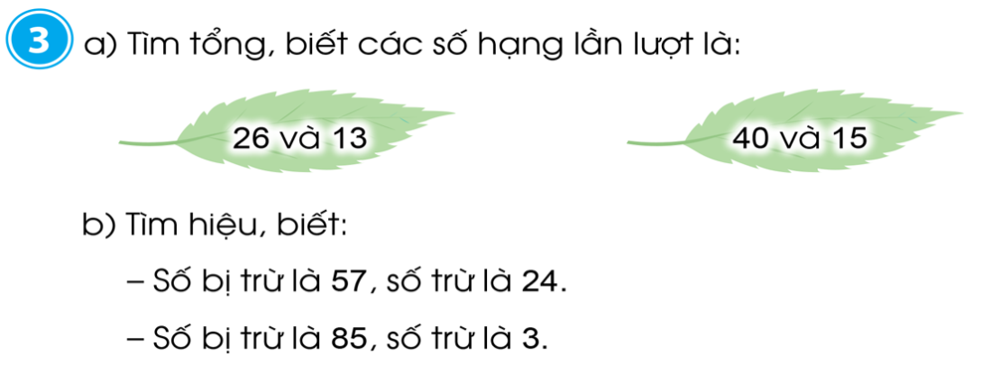 3 a) Tìm tổng, biết các số hạng lần lượt là:
26 và 13 40 và 15
b) Tìm hiệu, biết:
– Số bị trừ là 57, số trừ là 24.
– Số bị trừ là 85, số trừ là 3.